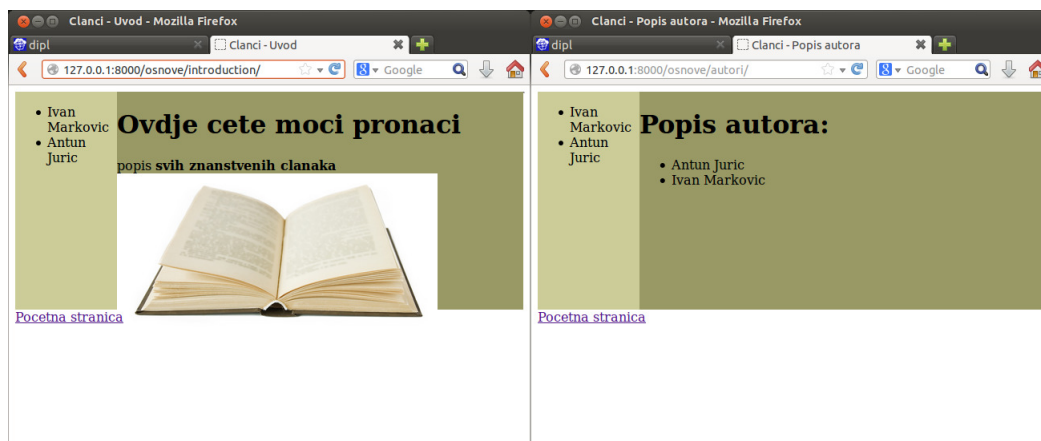 Clanci - Uvod - Mozilla Firefox
dipl
Clanci - Uvod
127.0.0.1:8000/osnove/introduction/
Google
Ivan
Markovic
Antun
Juric
Ovdje cete moci pronaci
popis svih znanstvenih clanaka
Pocetna stranica
Clanci - Popis autora - Mozilla Firefox
dipl
Clanci - Popis autora
127.0.0.1:8000/osnove/autori/
Google
Ivan
Markovic
Antun
Juric
Popis autora:
Antun Juric
Ivan Markovic
Pocetna stranica